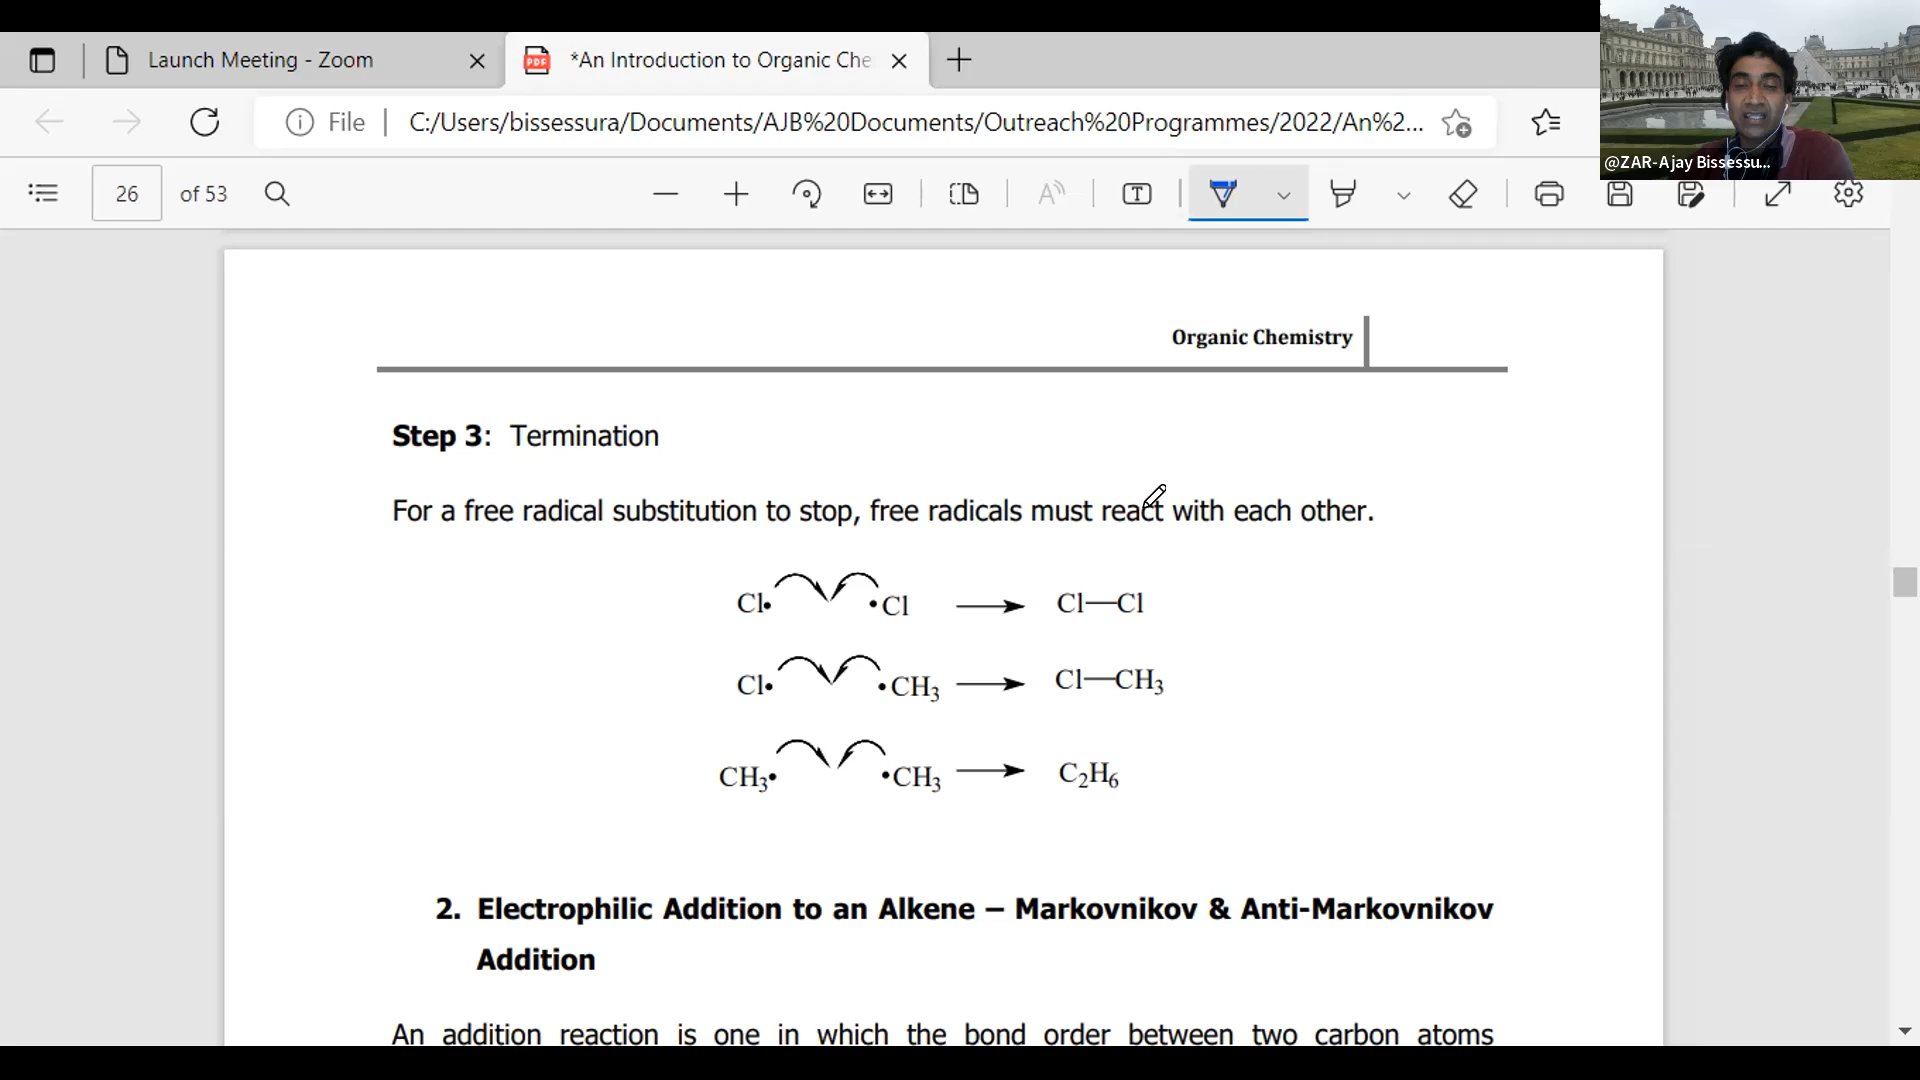 Launch Meeting - Zoom
*An Introduction to Organic Che
File
C:/Users/bissessura/Documents/AJB%20Documents/Outreach%20Programmes/2022/An%2...
@ZAR-Ajay Bissessu...
26 of 53
PDF
Organic Chemistry
Step 3: Termination
For a free radical substitution to stop, free radicals must react with each other.
Cl• •Cl Cl—Cl
Cl• •CH₃ Cl—CH₃
CH₃• •CH₃ C₂H₆
2. Electrophilic Addition to an Alkene – Markovnikov & Anti-Markovnikov
Addition
An addition reaction is one in which the bond order between two carbon atoms